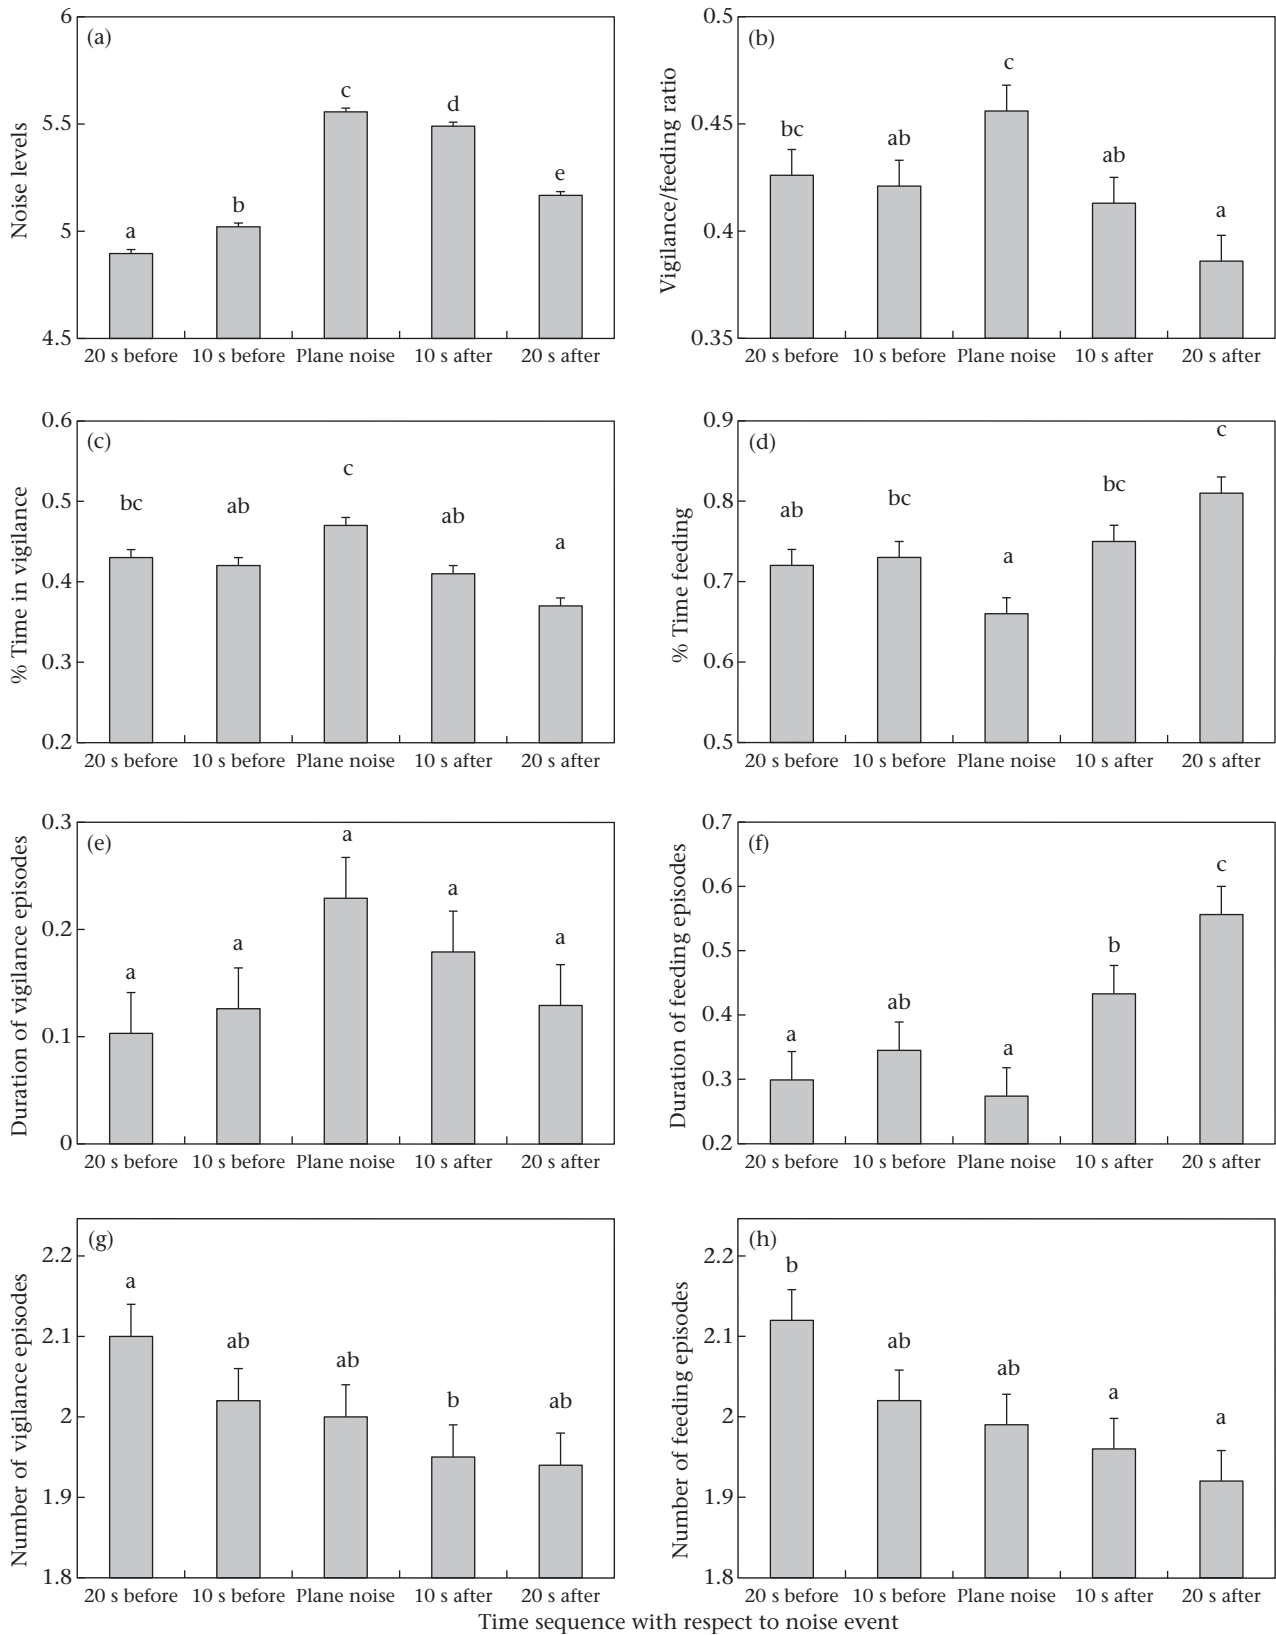 (a)
Noise levels
6
5.5
5
4.5
a
b
c
d
e
20 s before 10 s before Plane noise 10 s after 20 s after
(b)
Vigilance/feeding ratio
0.5
0.45
0.4
0.35
bc
ab
c
ab
a
20 s before 10 s before Plane noise 10 s after 20 s after
(c)
% Time in vigilance
0.6
0.5
0.4
0.3
0.2
bc
ab
c
ab
a
20 s before 10 s before Plane noise 10 s after 20 s after
(d)
% Time feeding
0.9
0.8
0.7
0.6
0.5
ab
bc
a
bc
c
20 s before 10 s before Plane noise 10 s after 20 s after
(e)
Duration of vigilance episodes
0.3
0.2
0.1
0
a
a
a
a
a
20 s before 10 s before Plane noise 10 s after 20 s after
(f)
Duration of feeding episodes
0.7
0.6
0.5
0.4
0.3
0.2
a
ab
a
b
c
20 s before 10 s before Plane noise 10 s after 20 s after
(g)
Number of vigilance episodes
2.2
2.1
2
1.9
1.8
a
ab
ab
b
ab
20 s before 10 s before Plane noise 10 s after 20 s after
(h)
Number of feeding episodes
2.2
2.1
2
1.9
1.8
b
ab
ab
a
a
20 s before 10 s before Plane noise 10 s after 20 s after
Time sequence with respect to noise event